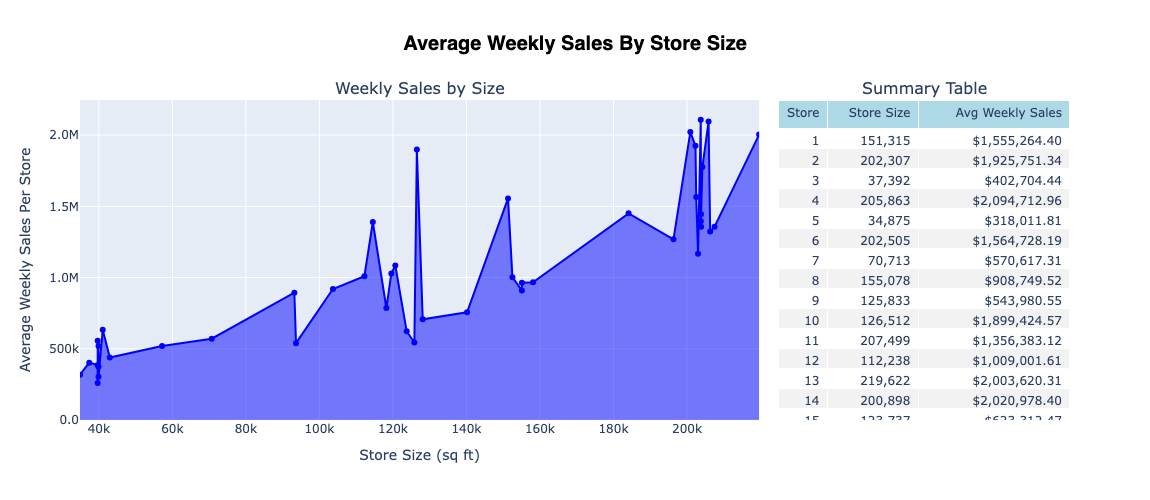 Average Weekly Sales By Store Size
Weekly Sales by Size
Average Weekly Sales Per Store
2.0M
1.5M
1.0M
500k
0.0
40k 60k 80k 100k 120k 140k 160k 180k 200k
Store Size (sq ft)
Summary Table
Store Store Size Avg Weekly Sales
1 151,315 $1,555,264.40
2 202,307 $1,925,751.34
3 37,392 $402,704.44
4 205,863 $2,094,712.96
5 34,875 $318,011.81
6 202,505 $1,564,728.19
7 70,713 $570,617.31
8 155,078 $908,749.52
9 125,833 $543,980.55
10 126,512 $1,899,424.57
11 207,499 $1,356,383.12
12 112,238 $1,009,001.61
13 219,622 $2,003,620.31
14 200,898 $2,020,978.40
15 123,737 $623,312.47